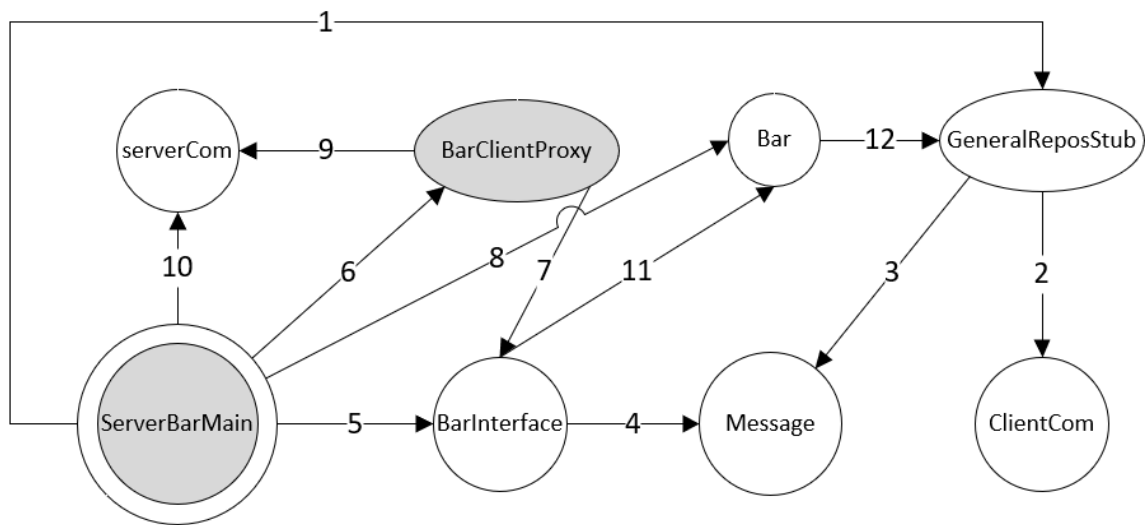 1
serverCom
9
BarClientProxy
Bar
12
GeneralReposStub
10
6
8
7
11
3
2
ServerBarMain
5
BarInterface
4
Message
ClientCom